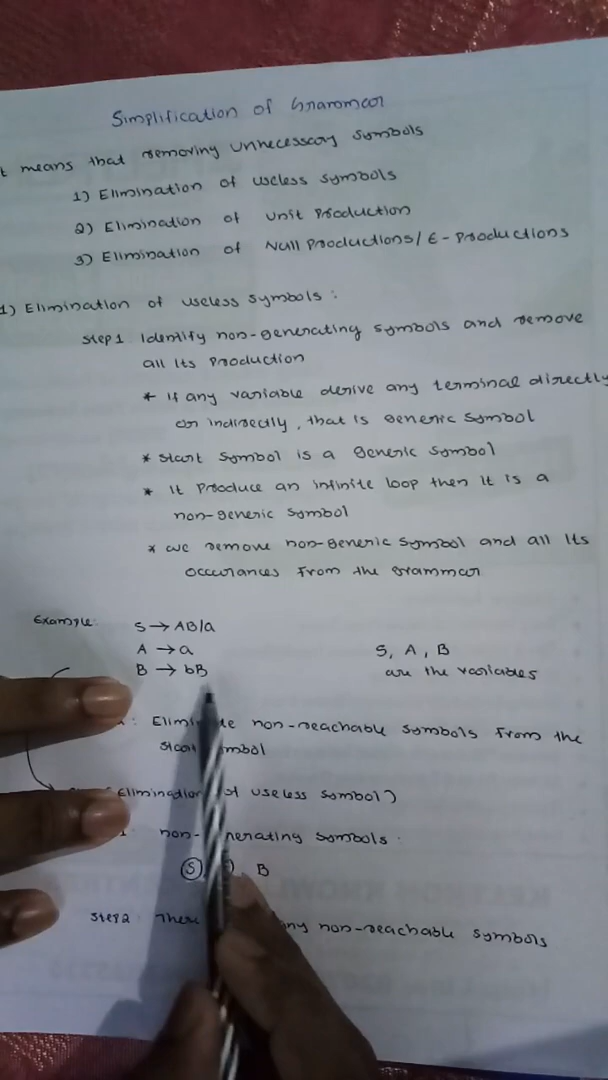 Simplification of Grammar
t means that removing unnecessary symbols
1) Elimination of useless symbols
2) Elimination of unit Production
3) Elimination of Null Productions / ε - Productions
1) Elimination of useless symbols :
Step 1 Identify non-generating symbols and remove
all its production
* if any variable derive any terminal directly
or indirectly, that is generic symbol
* start symbol is a generic symbol
* It produce an infinite loop then it is a
non-generic symbol
* we remove non-generic symbol and all its
occurances from the grammar
Example: S → AB/a
A → a
S, A, B
B → bB
are the variables
: non-reachable symbols from the
Elimination useless symbol)
non- symbols.
S B
Step 2 non-reachable symbols